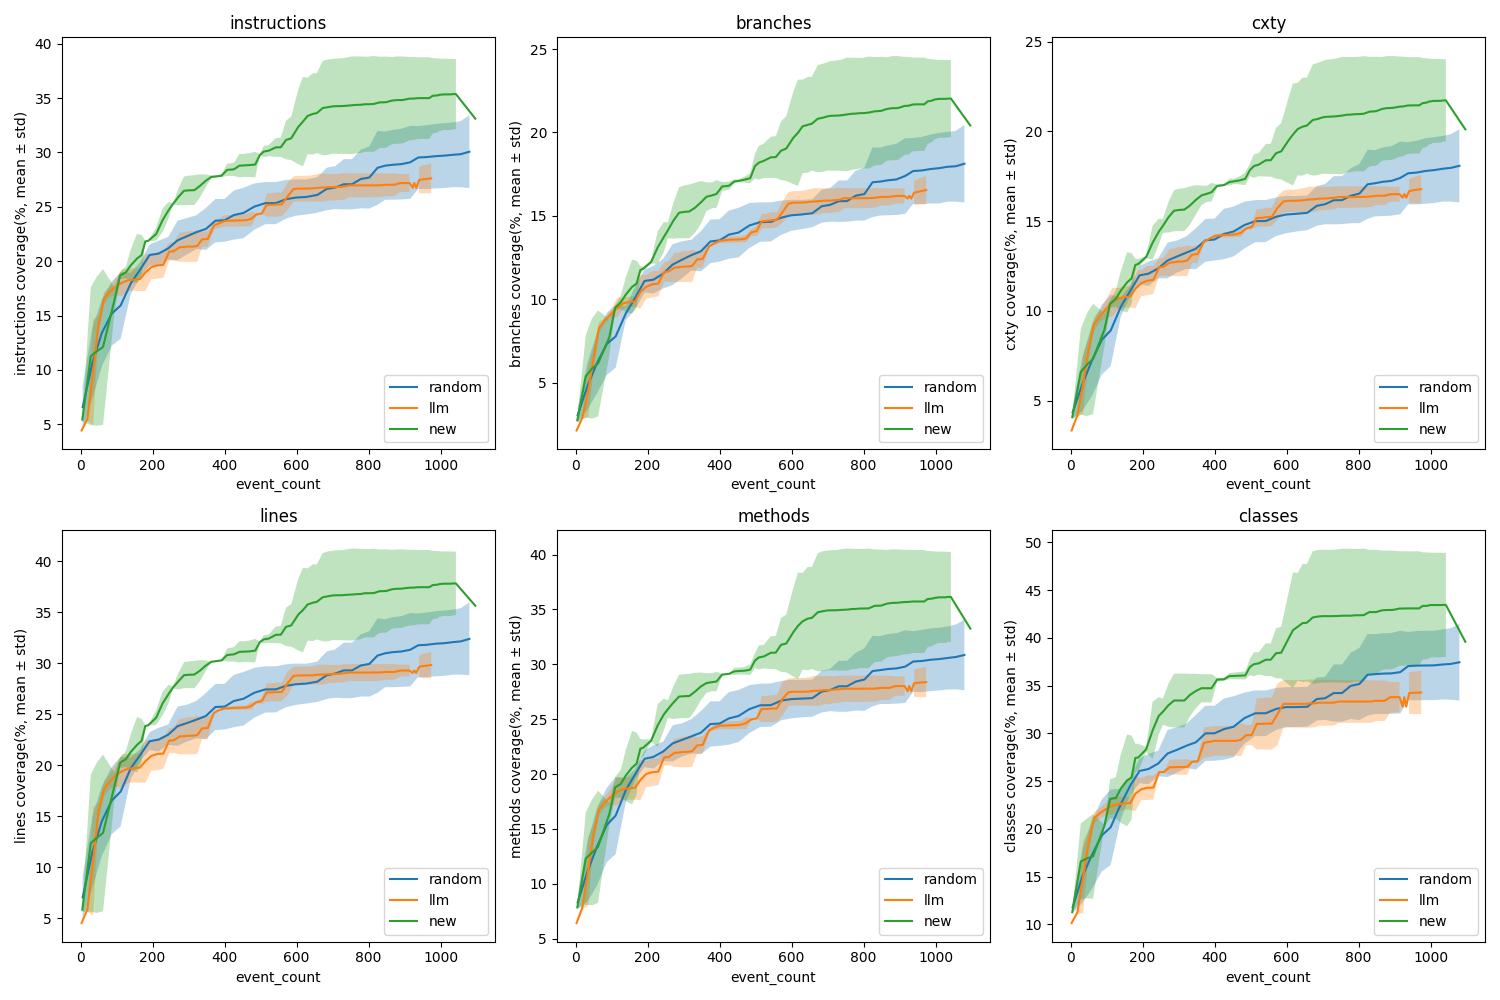 instructions
instructions coverage(%, mean ± std)
40
35
30
25
20
15
10
5
0
200
400
600
800
1000
event_count
random
llm
new
branches
branches coverage(%, mean ± std)
25
20
15
10
5
0
200
400
600
800
1000
event_count
random
llm
new
cxty
cxty coverage(%, mean ± std)
25
20
15
10
5
0
200
400
600
800
1000
event_count
random
llm
new
lines
lines coverage(%, mean ± std)
40
35
30
25
20
15
10
5
0
200
400
600
800
1000
event_count
random
llm
new
methods
methods coverage(%, mean ± std)
40
35
30
25
20
15
10
5
0
200
400
600
800
1000
event_count
random
llm
new
classes
classes coverage(%, mean ± std)
50
45
40
35
30
25
20
15
10
0
200
400
600
800
1000
event_count
random
llm
new